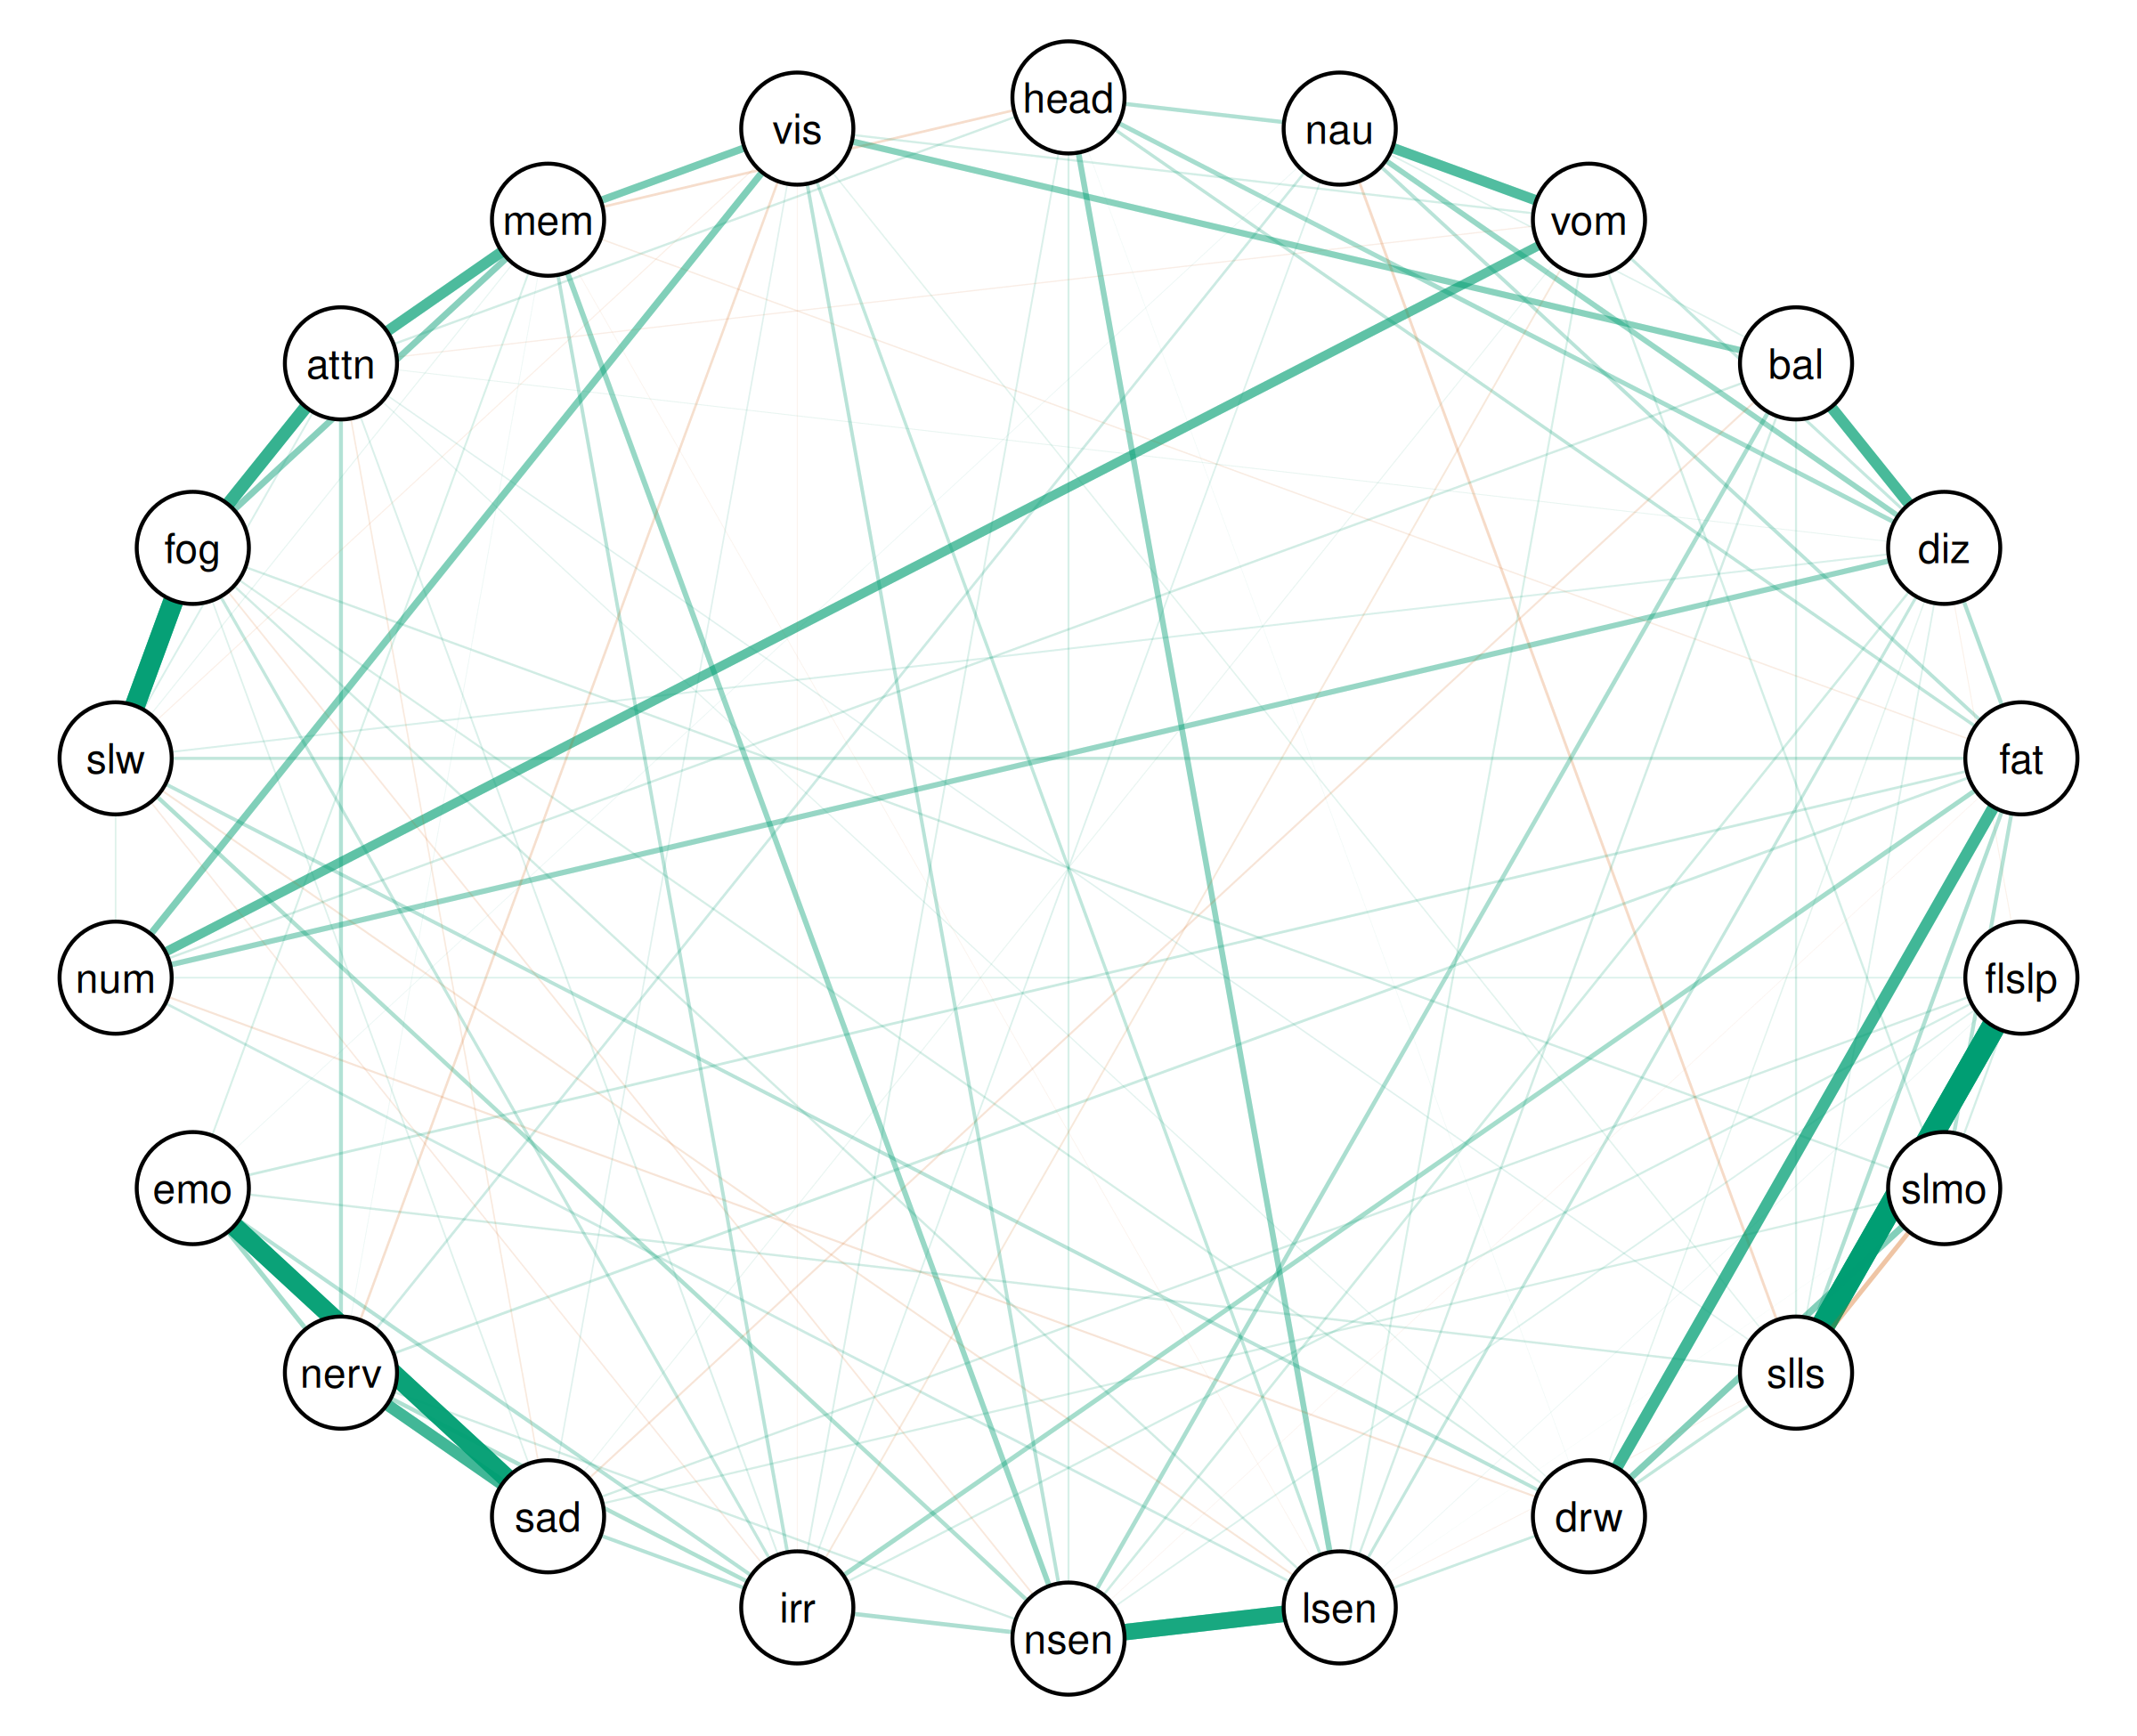 head
vis
nau
mem
vom
attn
bal
fog
diz
slw
fat
num
flslp
emo
slmo
nerv
slls
sad
drw
irr
lsen
nsen